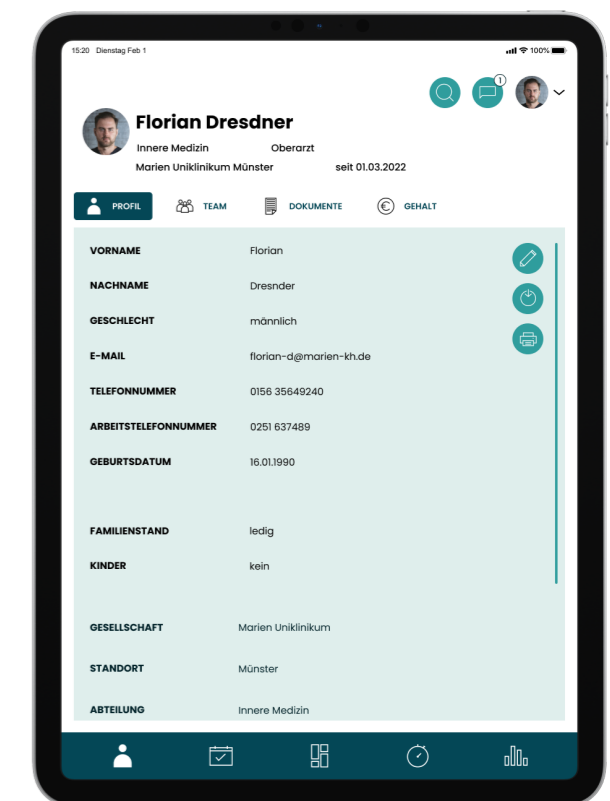 15:20 Dienstag Feb 1 100%
1
Florian Dresdner
Innere Medizin Oberarzt
Marien Uniklinikum Münster seit 01.03.2022
PROFIL TEAM DOKUMENTE € GEHALT
VORNAME Florian
NACHNAME Dresnder
GESCHLECHT männlich
E-MAIL florian-d@marien-kh.de
TELEFONNUMMER 0156 35649240
ARBEITSTELEFONNUMMER 0251 637489
GEBURTSDATUM 16.01.1990
FAMILIENSTAND ledig
KINDER kein
GESELLSCHAFT Marien Uniklinikum
STANDORT Münster
ABTEILUNG Innere Medizin